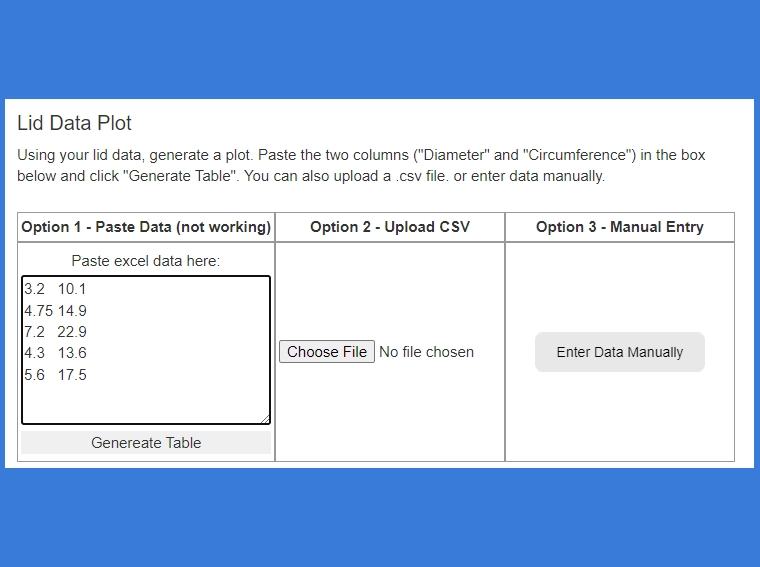 Lid Data Plot
Using your lid data, generate a plot. Paste the two columns ("Diameter" and "Circumference") in the box
below and click "Generate Table". You can also upload a .csv file. or enter data manually.
Option 1 - Paste Data (not working)
Option 2 - Upload CSV
Option 3 - Manual Entry
Paste excel data here:
3.2 10.1
4.75 14.9
7.2 22.9
4.3 13.6
5.6 17.5
Genereate Table
Choose File No file chosen
Enter Data Manually